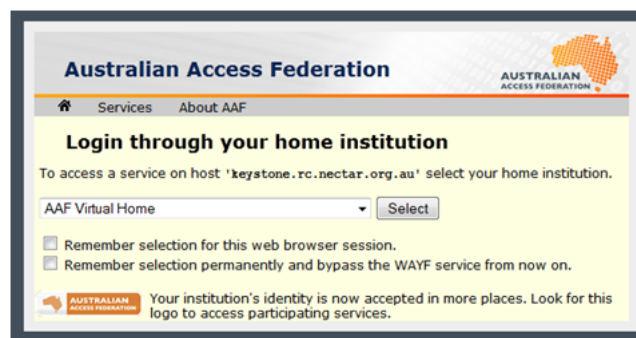 Australian Access Federation
AUSTRALIAN
ACCESS FEDERATION
Services About AAF
Login through your home institution
To access a service on host 'keystone.rc.nectar.org.au' select your home institution.
AAF Virtual Home Select
Remember selection for this web browser session.
Remember selection permanently and bypass the WAYF service from now on.
AUSTRALIAN
ACCESS FEDERATION
Your institution's identity is now accepted in more places. Look for this
logo to access participating services.